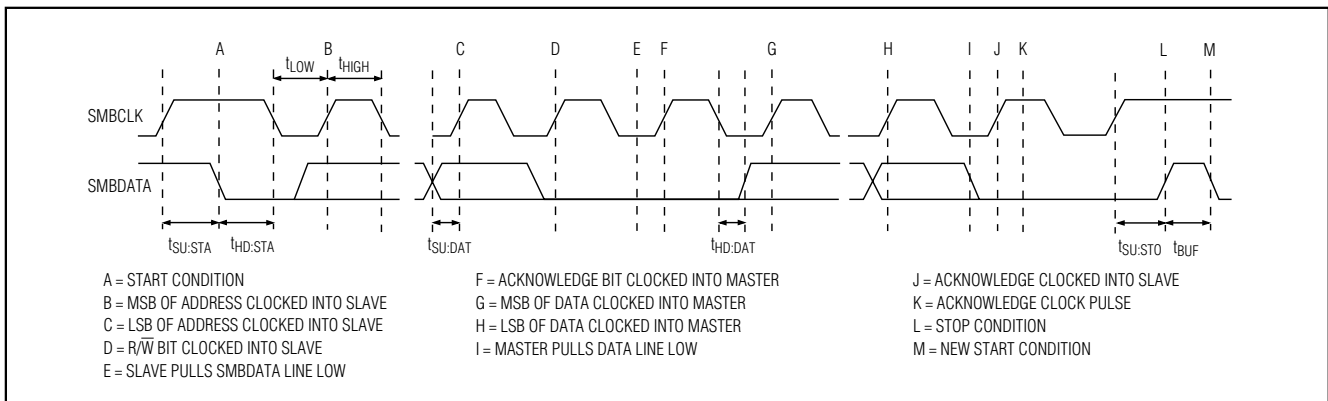 A B C D E F G H I J K L M
tLOW tHIGH
SMBCLK
SMBDATA
tSU:STA tHD:STA tSU:DAT tHD:DAT tSU:STO tBUF
A = START CONDITION
B = MSB OF ADDRESS CLOCKED INTO SLAVE
C = LSB OF ADDRESS CLOCKED INTO SLAVE
D = R/W̅ BIT CLOCKED INTO SLAVE
E = SLAVE PULLS SMBDATA LINE LOW
F = ACKNOWLEDGE BIT CLOCKED INTO MASTER
G = MSB OF DATA CLOCKED INTO MASTER
H = LSB OF DATA CLOCKED INTO MASTER
I = MASTER PULLS DATA LINE LOW
J = ACKNOWLEDGE CLOCKED INTO SLAVE
K = ACKNOWLEDGE CLOCK PULSE
L = STOP CONDITION
M = NEW START CONDITION